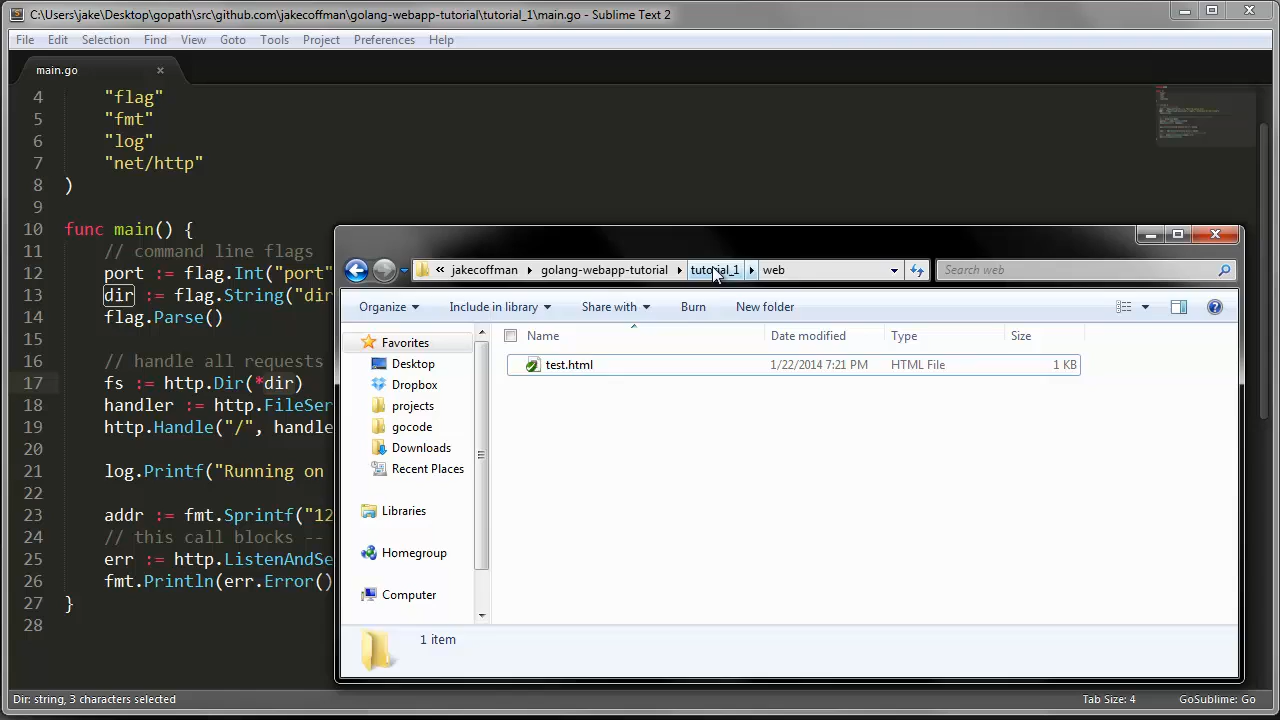 C:\Users\jake\Desktop\gopath\src\github.com\jakecoffman\golang-webapp-tutorial\tutorial_1\main.go - Sublime Text 2
File Edit Selection Find View Goto Tools Project Preferences Help
main.go
4 "flag"
5 "fmt"
6 "log"
7 "net/http"
8 )
9
10 func main() {
11 // command line flags
12 port := flag.Int("port"
13 dir := flag.String("dir
14 flag.Parse()
15
16 // handle all requests
17 fs := http.Dir(*dir)
18 handler := http.FileSer
19 http.Handle("/", handle
20
21 log.Printf("Running on
22
23 addr := fmt.Sprintf("12
24 // this call blocks --
25 err := http.ListenAndSe
26 fmt.Println(err.Error()
27 }
28
jakecoffman golang-webapp-tutorial tutorial_1 web
Search web
Organize Include in library Share with Burn New folder
Name Date modified Type Size
test.html 1/22/2014 7:21 PM HTML File 1 KB
Favorites
Desktop
Dropbox
projects
gocode
Downloads
Recent Places
Libraries
Homegroup
Computer
1 item
Dir: string, 3 characters selected
Tab Size: 4 GoSublime: Go